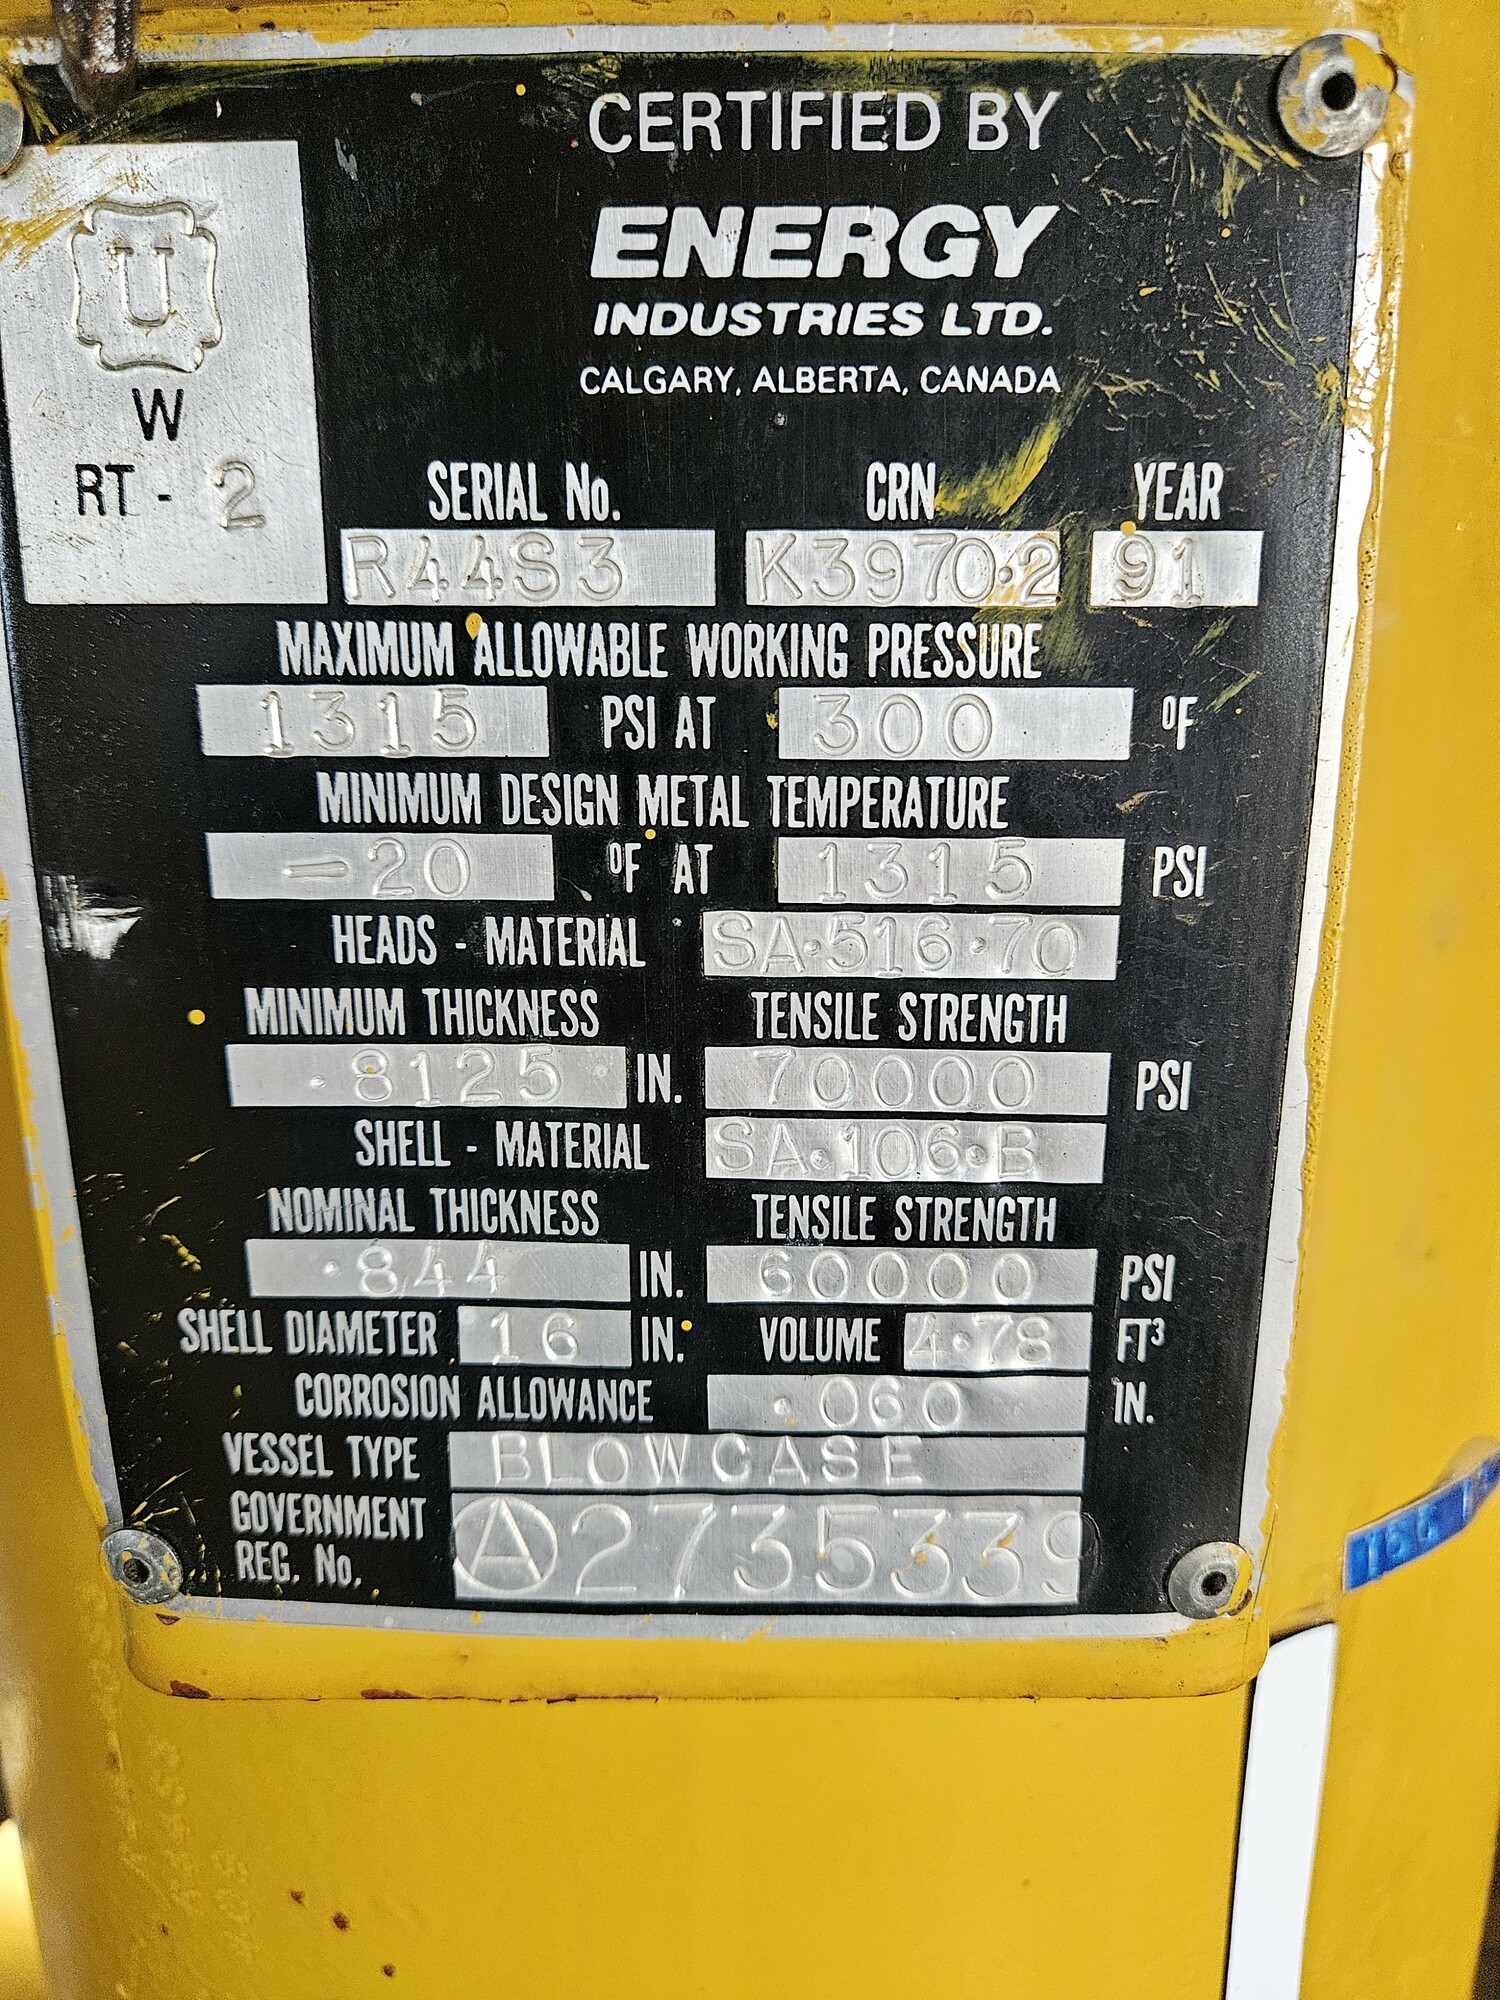 CERTIFIED BY
ENERGY
INDUSTRIES LTD.
CALGARY, ALBERTA, CANADA
U
W
RT - 2
SERIAL No. CRN YEAR
R44S3 K3970.2 91
MAXIMUM ALLOWABLE WORKING PRESSURE
1315 PSI AT 300 °F
MINIMUM DESIGN METAL TEMPERATURE
-20 °F AT 1315 PSI
HEADS - MATERIAL SA.516.70
MINIMUM THICKNESS TENSILE STRENGTH
.8125 IN. 70000 PSI
SHELL - MATERIAL SA.106.B
NOMINAL THICKNESS TENSILE STRENGTH
.844 IN. 60000 PSI
SHELL DIAMETER 16 IN. VOLUME 4.78 FT³
CORROSION ALLOWANCE .060 IN.
VESSEL TYPE BLOWCASE
GOVERNMENT
REG. No. Ⓐ2735339